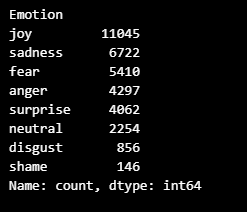 Emotion
joy         11045
sadness      6722
fear         5410
anger        4297
surprise     4062
neutral      2254
disgust       856
shame         146
Name: count, dtype: int64